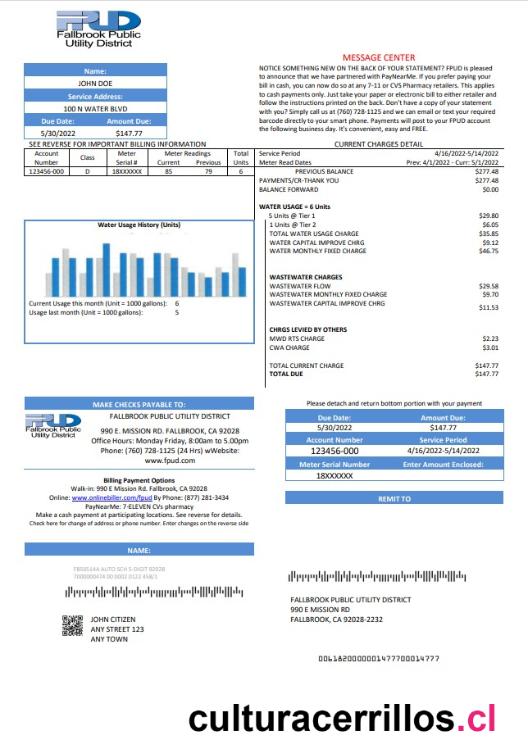 FPUD
Fallbrook Public
Utility District
Name:
JOHN DOE
Service Address:
100 N WATER BLVD
Due Date: Amount Due:
5/30/2022 $147.77
MESSAGE CENTER
NOTICE SOMETHING NEW ON THE BACK OF YOUR STATEMENT? FPUD is pleased
to announce that we have partnered with PayNearMe. If you prefer paying your
bill in cash, you can now do so at any 7-11 or CVS Pharmacy retailers. This applies
to cash payments only. Just take your paper or electronic bill to either retailer and
follow the instructions printed on the back. Don't have a copy of your statement
with you? Simply call us at (760) 728-1125 and we can email or text your required
barcode directly to your smart phone. Payments will post to your FPUD account
the following business day. It's convenient, easy and FREE.
SEE REVERSE FOR IMPORTANT BILLING INFORMATION
Account Number Class Meter Serial # Meter Readings Current Previous Total Units
123456-000 D 18XXXXXX 85 79 6
CURRENT CHARGES DETAIL
Service Period 4/16/2022-5/14/2022
Meter Read Dates Prev: 4/1/2022 - Curr: 5/1/2022
PREVIOUS BALANCE $277.48
PAYMENTS/CR-THANK YOU $277.48
BALANCE FORWARD $0.00
WATER USAGE = 6 Units
5 Units @ Tier 1 $29.80
1 Units @ Tier 2 $6.05
TOTAL WATER USAGE CHARGE $35.85
WATER CAPITAL IMPROVE CHRG $9.12
WATER MONTHLY FIXED CHARGE $46.75
WASTEWATER CHARGES
WASTEWATER FLOW $29.58
WASTEWATER MONTHLY FIXED CHARGE $9.70
WASTEWATER CAPITAL IMPROVE CHRG $11.53
CHRGS LEVIED BY OTHERS
MWD RTS CHARGE $2.23
CWA CHARGE $3.01
TOTAL CURRENT CHARGE $147.77
TOTAL DUE $147.77
Water Usage History (Units)
Current Usage this month (Unit = 1000 gallons): 6
Usage last month (Unit = 1000 gallons): 5
MAKE CHECKS PAYABLE TO:
FPUD
Fallbrook Public
Utility District
FALLBROOK PUBLIC UTILITY DISTRICT
990 E. MISSION RD. FALLBROOK, CA 92028
Office Hours: Monday Friday, 8:00am to 5.00pm
Phone: (760) 728-1125 (24 Hrs) wWebsite:
www.fpud.com
Billing Payment Options
Walk-in: 990 E Mission Rd. Fallbrook, CA 92028
Online: www.onlinebiller.com/fpud By Phone: (877) 281-3434
PayNearMe: 7-ELEVEN CVs pharmacy
Make a cash payment at participating locations. See reverse for details.
Check here for change of address or phone number. Enter changes on the reverse side
Please detach and return bottom portion with your payment
Due Date: Amount Due:
5/30/2022 $147.77
Account Number Service Period
123456-000 4/16/2022-5/14/2022
Meter Serial Number Enter Amount Enclosed:
18XXXXXX
REMIT TO
NAME:
AUTO SCH 5-DIGIT 92028
JOHN CITIZEN
ANY STREET 123
ANY TOWN
FALLBROOK PUBLIC UTILITY DISTRICT
990 E MISSION RD
FALLBROOK, CA 92028-2232
culturacerrillos.cl